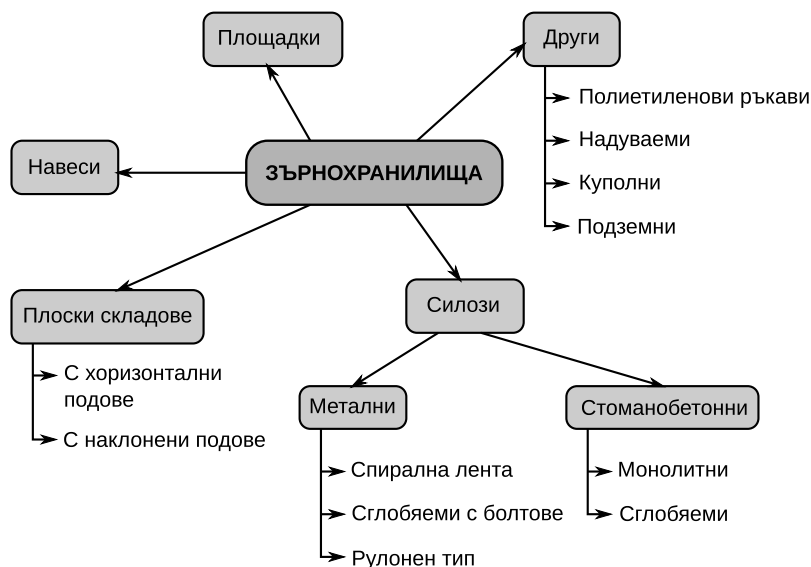 Площадки
Други
Полиетиленови ръкави
Надуваеми
Куполни
Подземни
Навеси
ЗЪРНОХРАНИЛИЩА
Плоски складове
С хоризонтални
подове
С наклонени подове
Силози
Метални
Спирална лента
Сглобяеми с болтове
Рулонен тип
Стоманобетонни
Монолитни
Сглобяеми